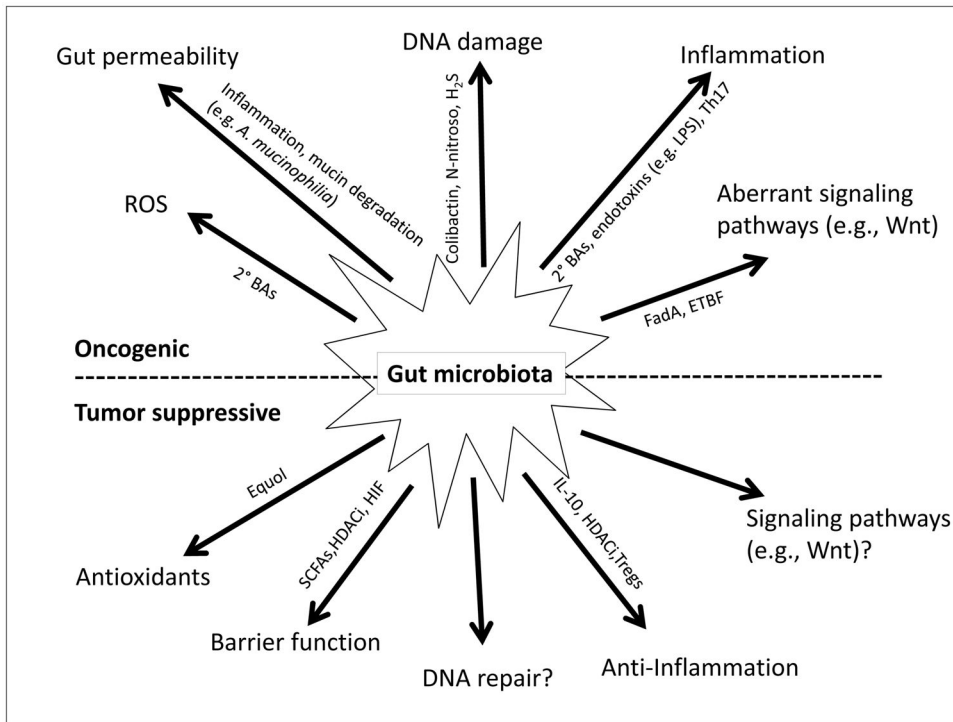 DNA damage
Gut permeability
Inflammation
Inflammation, mucin degradation
(e.g. A. mucinophilia)
Colibactin, N-nitroso, H₂S
2° BAs, endotoxins (e.g. LPS), Th17
ROS
2° BAs
Aberrant signaling
pathways (e.g., Wnt)
FadA, ETBF
Oncogenic
Gut microbiota
Tumor suppressive
Equol
SCFAs,HDACi, HIF
IL-10, HDACi,Tregs
Signaling pathways
(e.g., Wnt)?
Antioxidants
Barrier function
DNA repair?
Anti-Inflammation